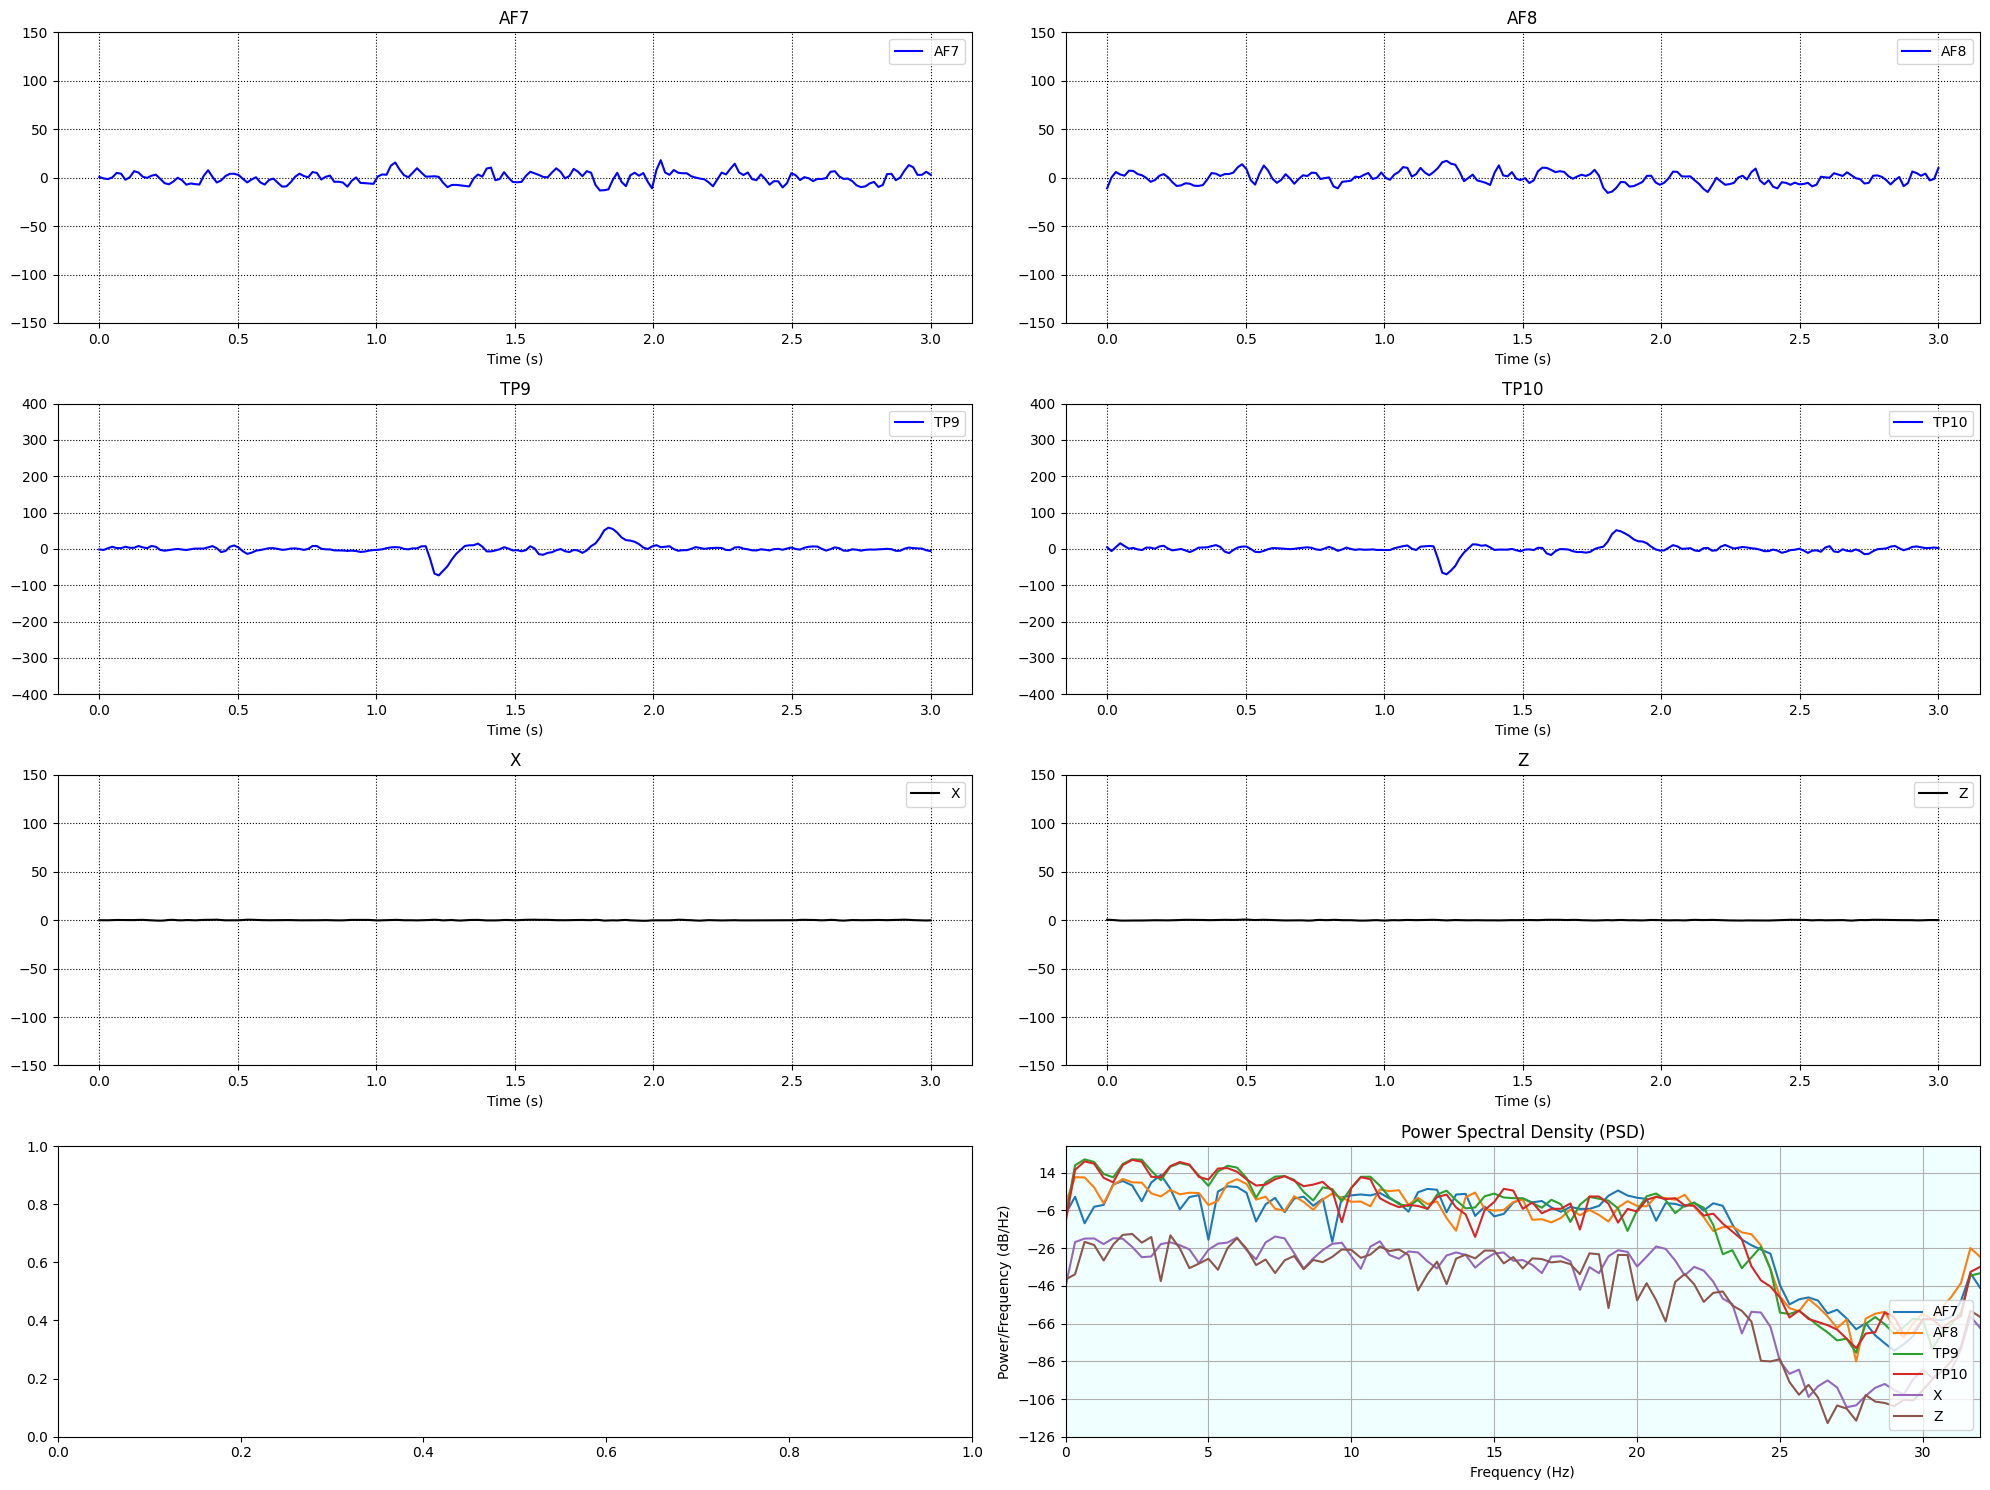 AF7
AF7
150
100
50
0
−50
−100
−150
0.0 0.5 1.0 1.5 2.0 2.5 3.0
Time (s)
AF8
AF8
150
100
50
0
−50
−100
−150
0.0 0.5 1.0 1.5 2.0 2.5 3.0
Time (s)
TP9
TP9
400
300
200
100
0
−100
−200
−300
−400
0.0 0.5 1.0 1.5 2.0 2.5 3.0
Time (s)
TP10
TP10
400
300
200
100
0
−100
−200
−300
−400
0.0 0.5 1.0 1.5 2.0 2.5 3.0
Time (s)
X
X
150
100
50
0
−50
−100
−150
0.0 0.5 1.0 1.5 2.0 2.5 3.0
Time (s)
Z
Z
150
100
50
0
−50
−100
−150
0.0 0.5 1.0 1.5 2.0 2.5 3.0
Time (s)
1.0
0.8
0.6
0.4
0.2
0.0
0.0 0.2 0.4 0.6 0.8 1.0
Power Spectral Density (PSD)
Power/Frequency (dB/Hz)
14
−6
−26
−46
−66
−86
−106
−126
AF7
AF8
TP9
TP10
X
Z
0 5 10 15 20 25 30
Frequency (Hz)